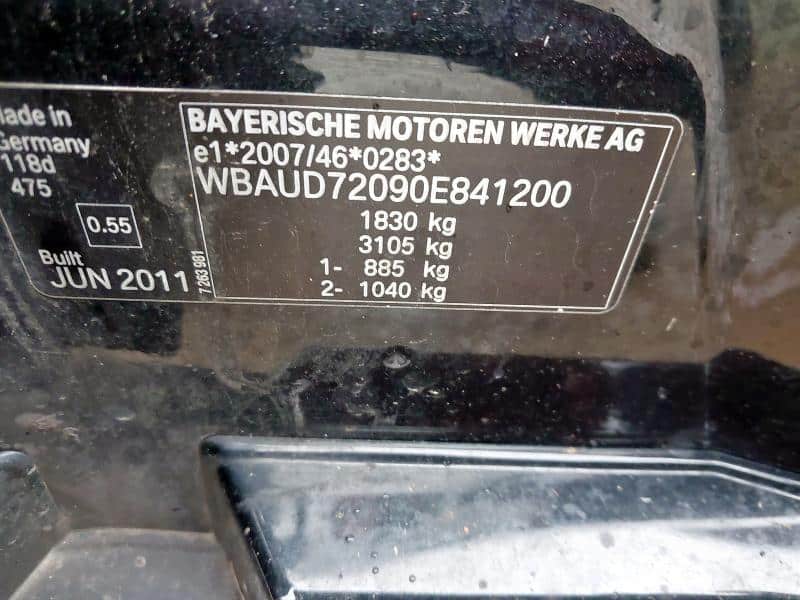 Made in
Germany
118d
475
0.55
Built
JUN 2011
7 263 981
BAYERISCHE MOTOREN WERKE AG
e1*2007/46*0283*
WBAUD72090E841200
1830 kg
3105 kg
1- 885 kg
2- 1040 kg